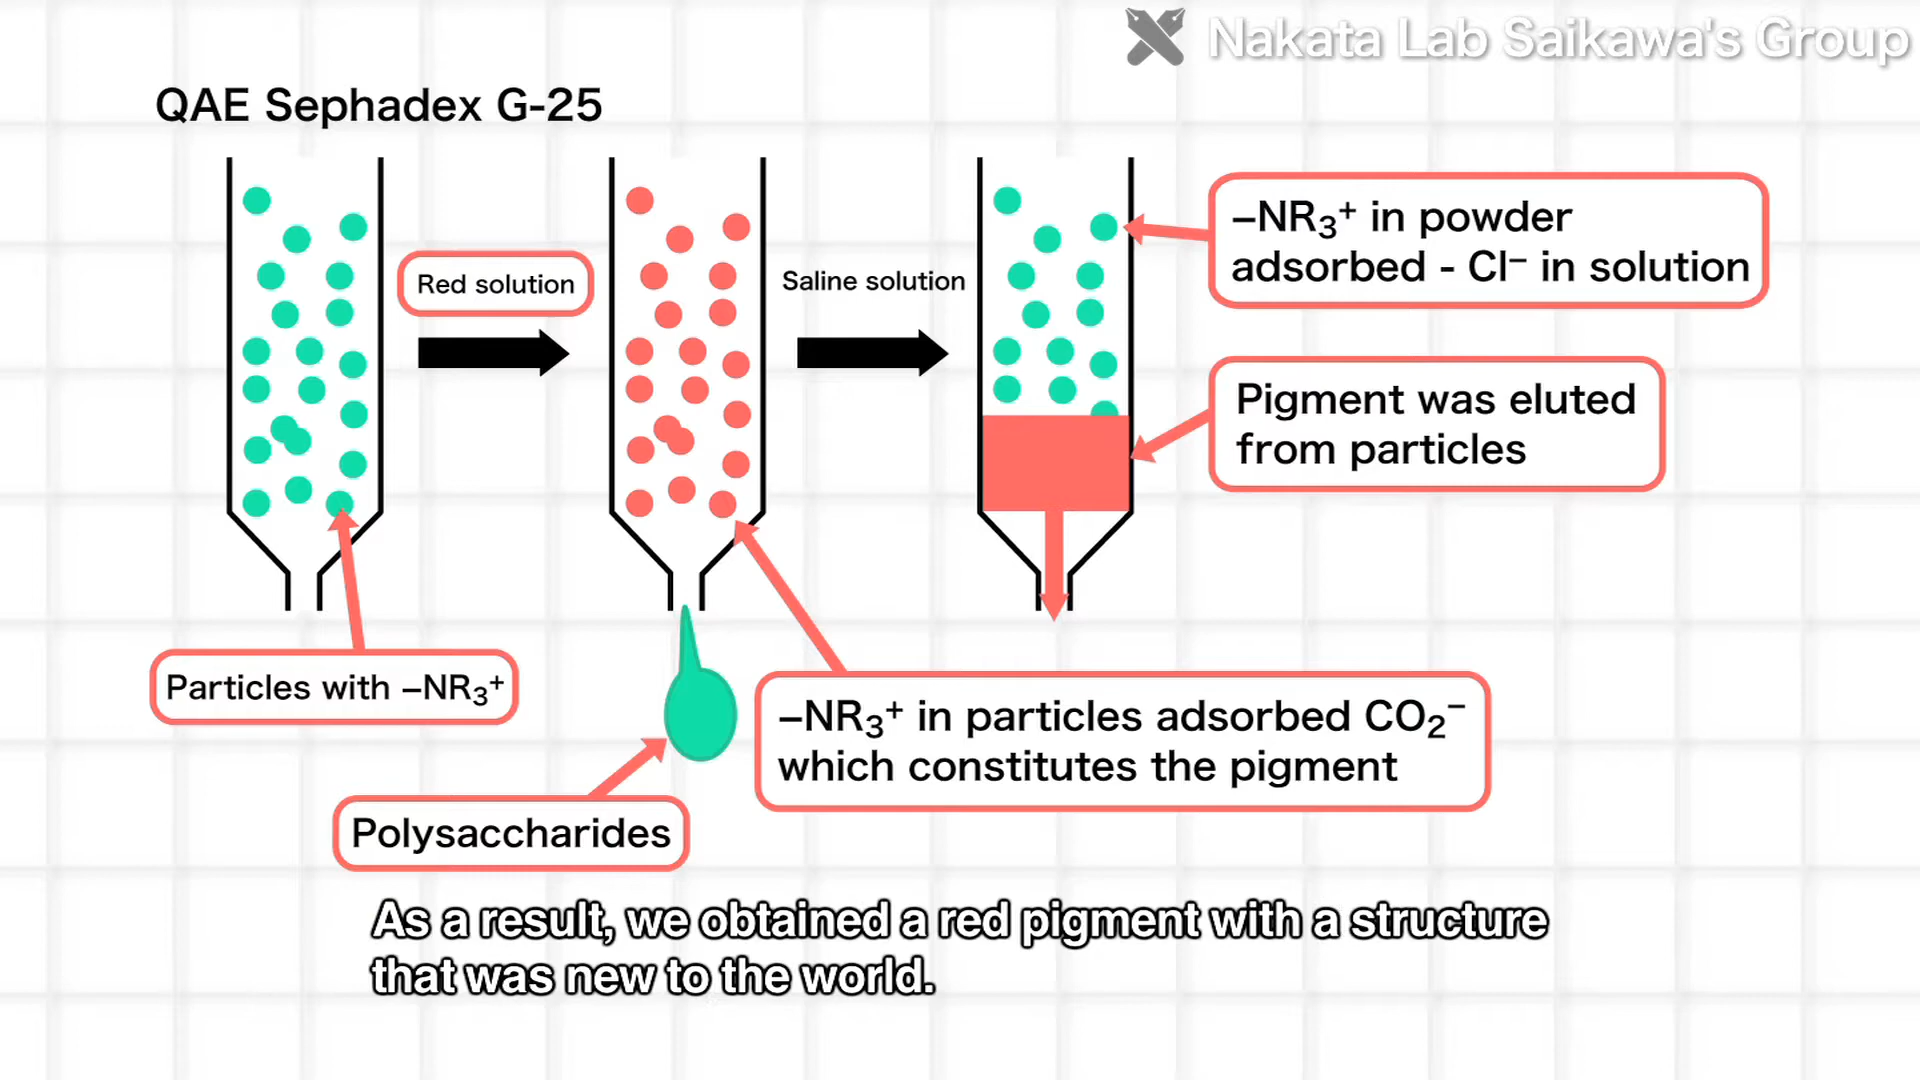 Nakata Lab Saikawa's Group
QAE Sephadex G-25
Red solution
Saline solution
–NR₃⁺ in powder
adsorbed - Cl⁻ in solution
Pigment was eluted
from particles
Particles with –NR₃⁺
–NR₃⁺ in particles adsorbed CO₂⁻
which constitutes the pigment
Polysaccharides
As a result, we obtained a red pigment with a structure
that was new to the world.